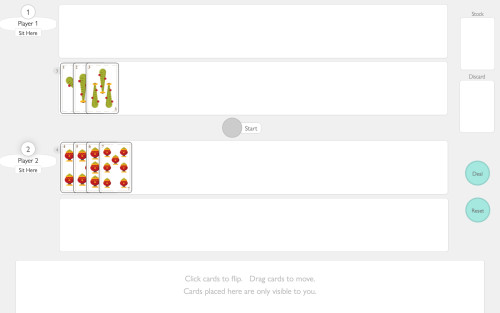 1
Player 1
Sit Here
Stock
Discard
Start
2
Player 2
Sit Here
Deal
Reset
Click cards to flip. Drag cards to move.
Cards placed here are only visible to you.